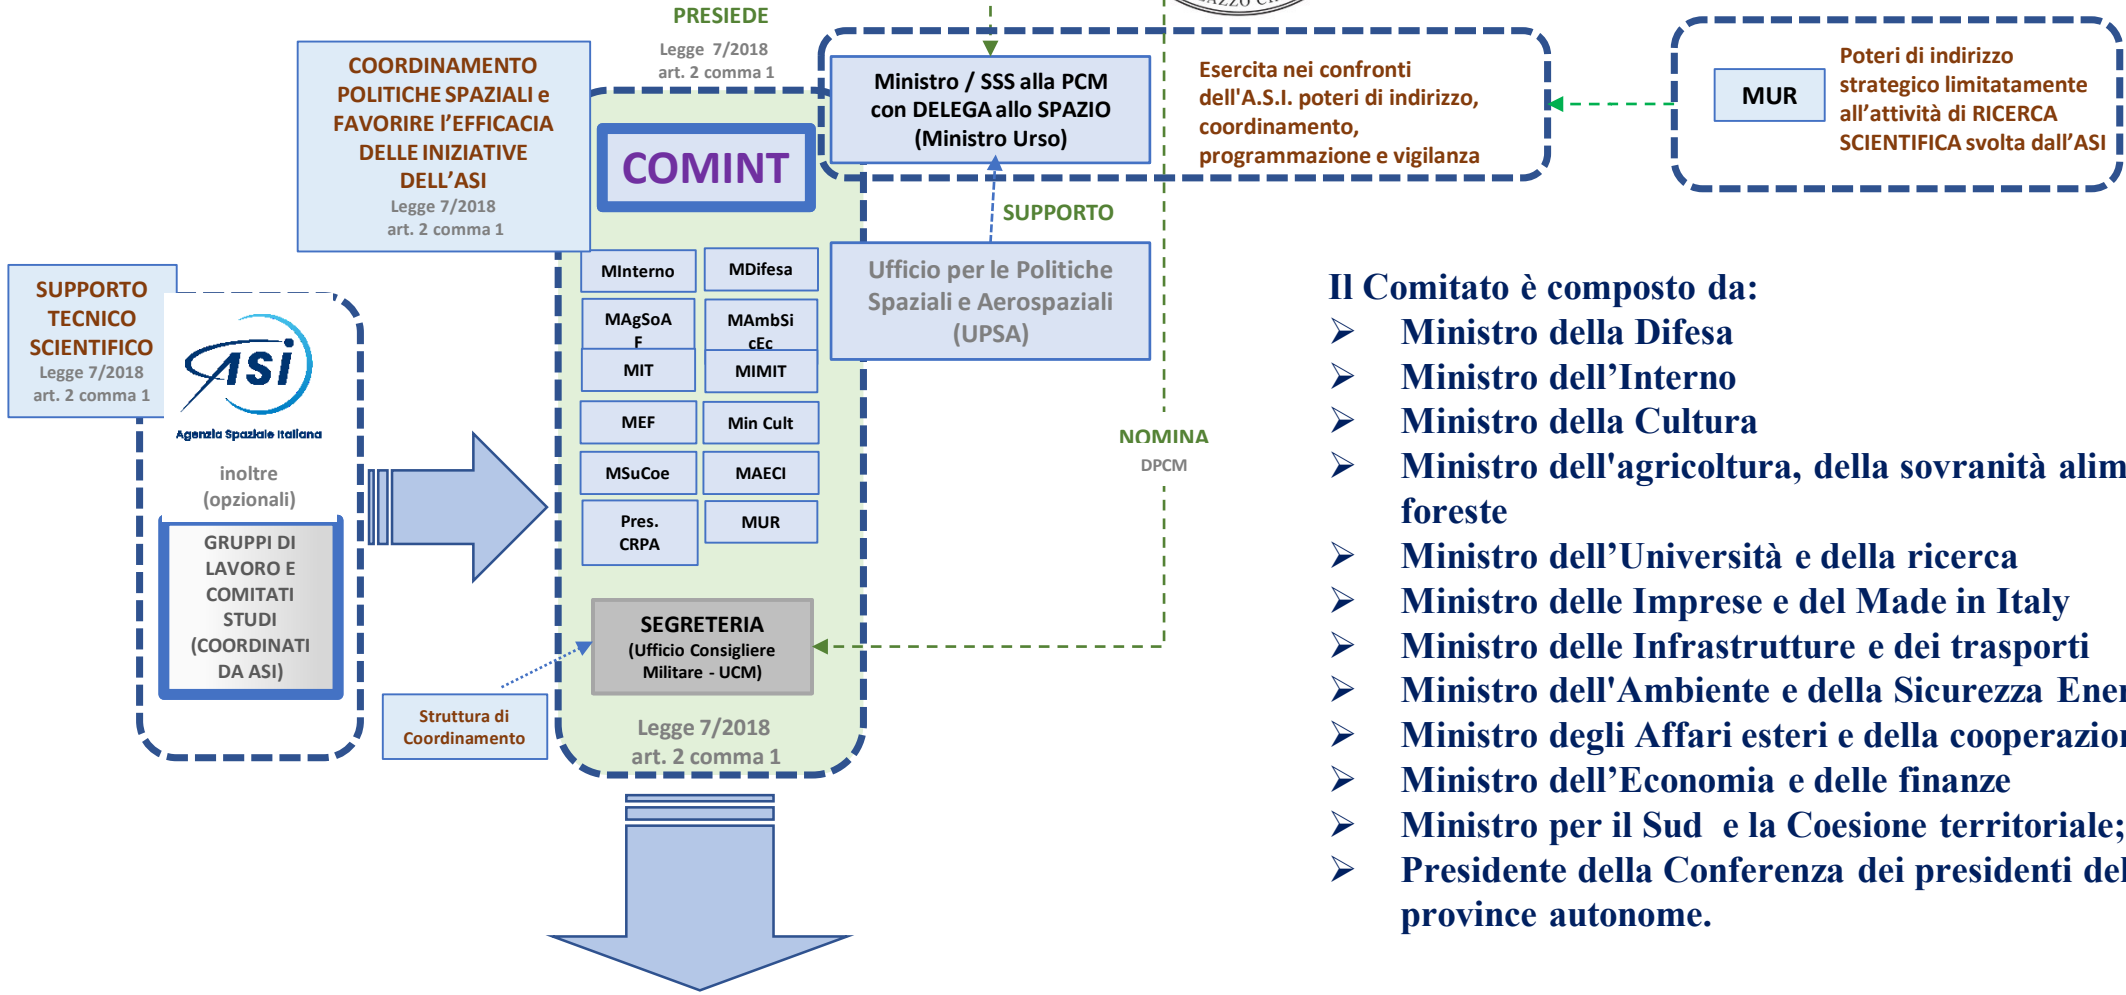 PALAZZO CHI
PRESIEDE
Legge 7/2018
art. 2 comma 1
COORDINAMENTO
POLITICHE SPAZIALI e
FAVORIRE l'EFFICACIA
DELLE INIZIATIVE
DELL'ASI
Legge 7/2018
art. 2 comma 1
COMINT
Ministro / SSS alla PCM
con DELEGA allo SPAZIO
(Ministro Urso)
Esercita nei confronti
dell'A.S.I. poteri di indirizzo,
coordinamento,
programmazione e vigilanza
MUR
Poteri di indirizzo
strategico limitatamente
all'attività di RICERCA
SCIENTIFICA svolta dall'ASI
SUPPORTO
Ufficio per le Politiche
Spaziali e Aerospaziali
(UPSA)
SUPPORTO
TECNICO
SCIENTIFICO
Legge 7/2018
art. 2 comma 1
ASI
Agenzia Spaziale Italiana
inoltre
(opzionali)
GRUPPI DI
LAVORO E
COMITATI
STUDI
(COORDINATI
DA ASI)
MInterno
MDifesa
MAgSoA
F
MAmbSi
cEc
MIT
MIMIT
MEF
Min Cult
MSuCoe
MAECI
Pres.
CRPA
MUR
SEGRETERIA
(Ufficio Consigliere
Militare - UCM)
Struttura di
Coordinamento
Legge 7/2018
art. 2 comma 1
NOMINA
DPCM
Il Comitato è composto da:
➢ Ministro della Difesa
➢ Ministro dell'Interno
➢ Ministro della Cultura
➢ Ministro dell'agricoltura, della sovranità alim
foreste
➢ Ministro dell'Università e della ricerca
➢ Ministro delle Imprese e del Made in Italy
➢ Ministro delle Infrastrutture e dei trasporti
➢ Ministro dell'Ambiente e della Sicurezza Ener
➢ Ministro degli Affari esteri e della cooperazion
➢ Ministro dell'Economia e delle finanze
➢ Ministro per il Sud e la Coesione territoriale;
➢ Presidente della Conferenza dei presidenti del
province autonome.